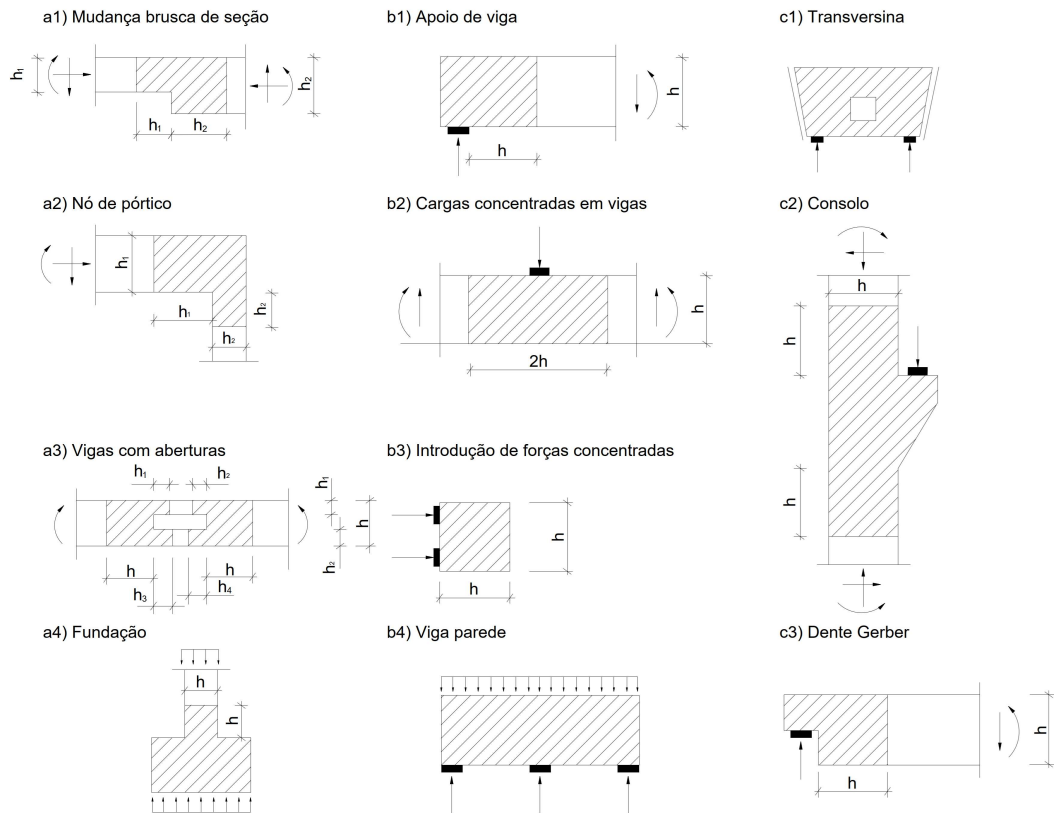 a1) Mudança brusca de seção
h₁
h₂
h₁
h₂
b1) Apoio de viga
h
h
c1) Transversina
a2) Nó de pórtico
h₁
h₁
h₂
h₂
b2) Cargas concentradas em vigas
h
2h
c2) Consolo
h
h
h
a3) Vigas com aberturas
h₁
h₂
h₁
h
h₂
h
h
h₃
h₄
b3) Introdução de forças concentradas
h
h
a4) Fundação
h
h
b4) Viga parede
c3) Dente Gerber
h
h